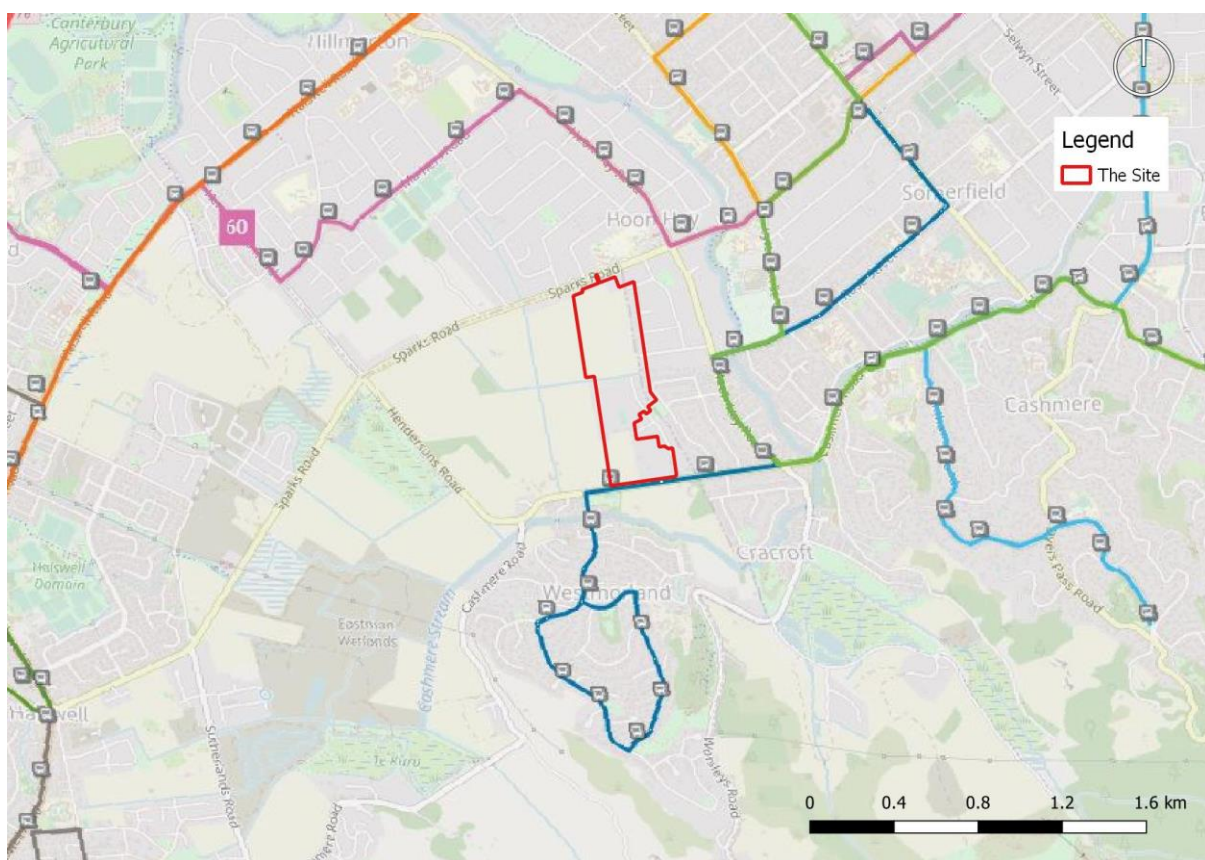 Canterbury
Agricultural
Park
Hillmorton
Selwyn Street
Legend
The Site
Somerfield
60
Hoon Hay
Sparks Road
Sparks Road
Cashmere
Hendersons Road
Sparks Road
Halswell
Domain
Cracroft
Cashmere Road
Westmorland
Eastman
Wetlands
Cashmere Stream
Sutherlands Road
Te Kuru
Worsleys Road
0 0.4 0.8 1.2 1.6 km